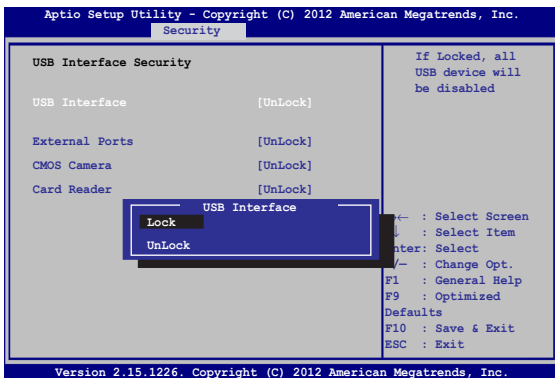 Aptio Setup Utility - Copyright (C) 2012 American Megatrends, Inc.
Security
USB Interface Security
USB Interface [UnLock]
External Ports [UnLock]
CMOS Camera [UnLock]
Card Reader [UnLock]
USB Interface
Lock
UnLock
If Locked, all
USB device will
be disabled
→← : Select Screen
↓ : Select Item
nter: Select
/— : Change Opt.
F1 : General Help
F9 : Optimized
Defaults
F10 : Save & Exit
ESC : Exit
Version 2.15.1226. Copyright (C) 2012 American Megatrends, Inc.